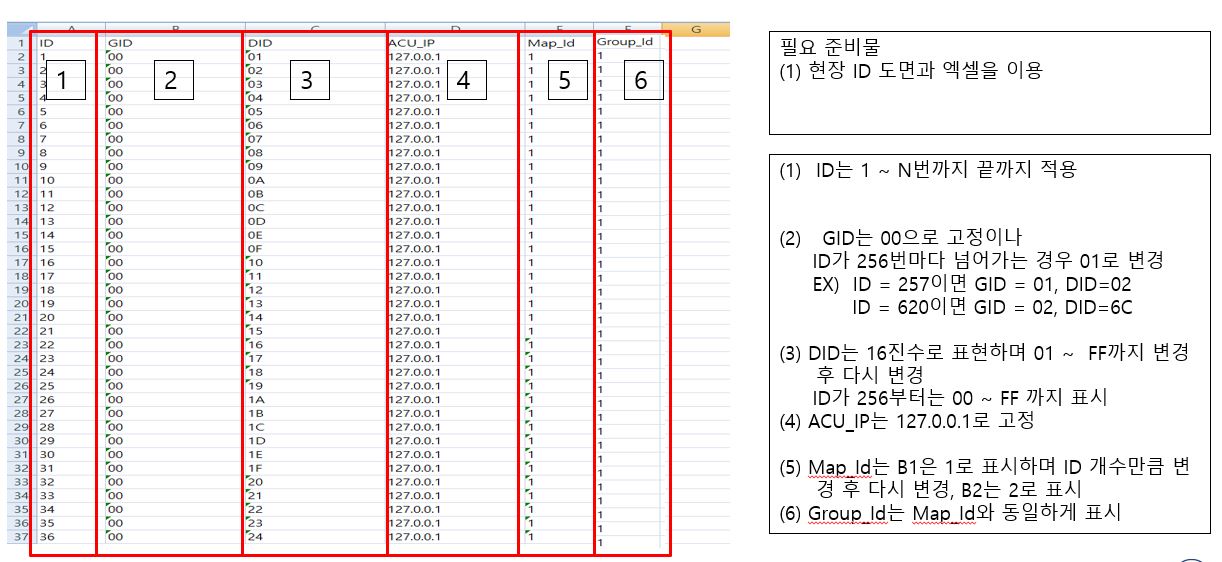 A B C D E F G
1 ID GID DID ACU_IP Map_Id Group_Id
2 1 00 01 127.0.0.1 1 1
3 2 00 02 127.0.0.1 1 1
4 3 00 03 127.0.0.1 1 1
5 4 00 04 127.0.0.1 1 1
6 5 00 05 127.0.0.1 1 1
7 6 00 06 127.0.0.1 1 1
8 7 00 07 127.0.0.1 1 1
9 8 00 08 127.0.0.1 1 1
10 9 00 09 127.0.0.1 1 1
11 10 00 0A 127.0.0.1 1 1
12 11 00 0B 127.0.0.1 1 1
13 12 00 0C 127.0.0.1 1 1
14 13 00 0D 127.0.0.1 1 1
15 14 00 0E 127.0.0.1 1 1
16 15 00 0F 127.0.0.1 1 1
17 16 00 10 127.0.0.1 1 1
18 17 00 11 127.0.0.1 1 1
19 18 00 12 127.0.0.1 1 1
20 19 00 13 127.0.0.1 1 1
21 20 00 14 127.0.0.1 1 1
22 21 00 15 127.0.0.1 1 1
23 22 00 16 127.0.0.1 1 1
24 23 00 17 127.0.0.1 1 1
25 24 00 18 127.0.0.1 1 1
26 25 00 19 127.0.0.1 1 1
27 26 00 1A 127.0.0.1 1 1
28 27 00 1B 127.0.0.1 1 1
29 28 00 1C 127.0.0.1 1 1
30 29 00 1D 127.0.0.1 1 1
31 30 00 1E 127.0.0.1 1 1
32 31 00 1F 127.0.0.1 1 1
33 32 00 20 127.0.0.1 1 1
34 33 00 21 127.0.0.1 1 1
35 34 00 22 127.0.0.1 1 1
36 35 00 23 127.0.0.1 1 1
37 36 00 24 127.0.0.1 1 1
1 2 3 4 5 6
필요 준비물
(1) 현장 ID 도면과 엑셀을 이용
(1) ID는 1 ~ N번까지 끝까지 적용
(2) GID는 00으로 고정이나
ID가 256번마다 넘어가는 경우 01로 변경
EX) ID = 257이면 GID = 01, DID=02
ID = 620이면 GID = 02, DID=6C
(3) DID는 16진수로 표현하며 01 ~ FF까지 변경
후 다시 변경
ID가 256부터는 00 ~ FF 까지 표시
(4) ACU_IP는 127.0.0.1로 고정
(5) Map_Id는 B1은 1로 표시하며 ID 개수만큼 변
경 후 다시 변경, B2는 2로 표시
(6) Group_Id는 Map_Id와 동일하게 표시